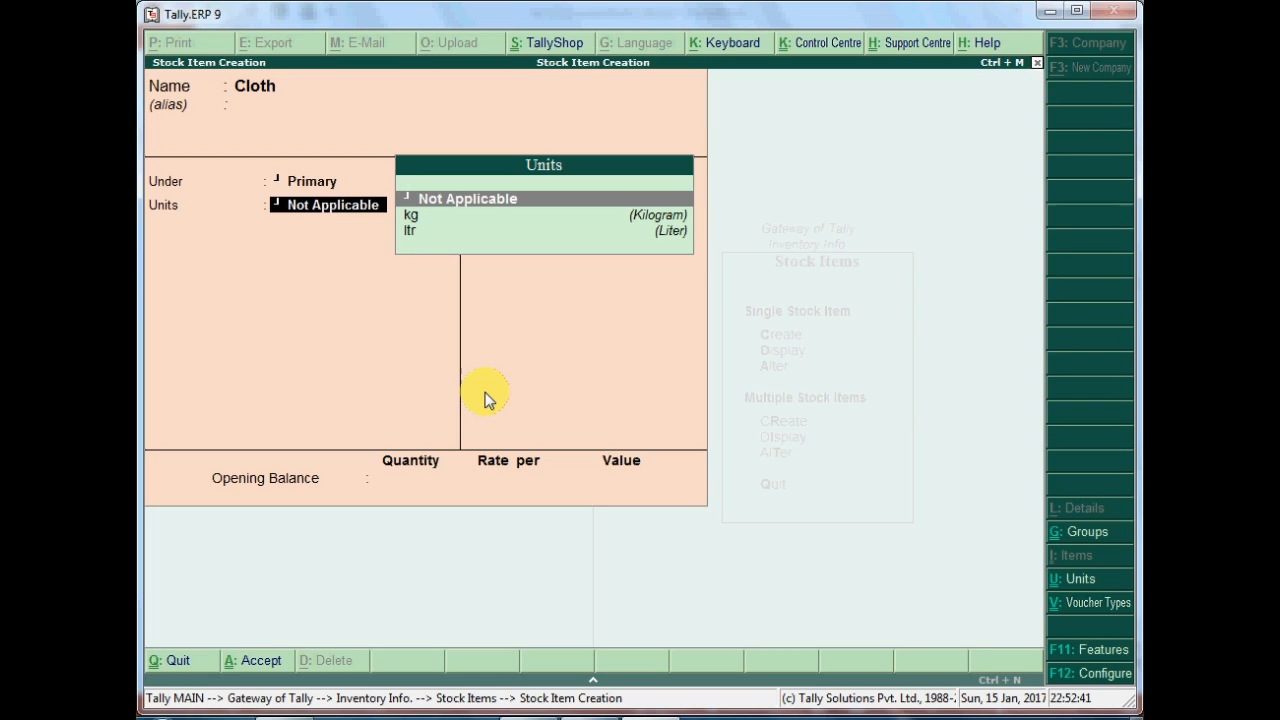 Tally.ERP 9
P: Print E: Export M: E-Mail O: Upload S: TallyShop G: Language K: Keyboard K: Control Centre H: Support Centre H: Help F3: Company
Stock Item Creation Stock Item Creation Ctrl + M F3: New Company
Name : Cloth
(alias) :
Units
Under : Primary
Units : Not Applicable
Not Applicable
kg (Kilogram)
ltr (Liter)
Gateway of Tally
Inventory Info.
Stock Items
Single Stock Item
Create
Display
Alter
Multiple Stock Items
CReate
DIsplay
AlTer
Quit
Quantity Rate per Value
Opening Balance :
L: Details
G: Groups
I: Items
U: Units
V: Voucher Types
F11: Features
F12: Configure
Q: Quit A: Accept D: Delete
Ctrl + N
Tally MAIN --> Gateway of Tally --> Inventory Info. --> Stock Items --> Stock Item Creation (c) Tally Solutions Pvt. Ltd., 1988- Sun, 15 Jan, 2017 22:52:41